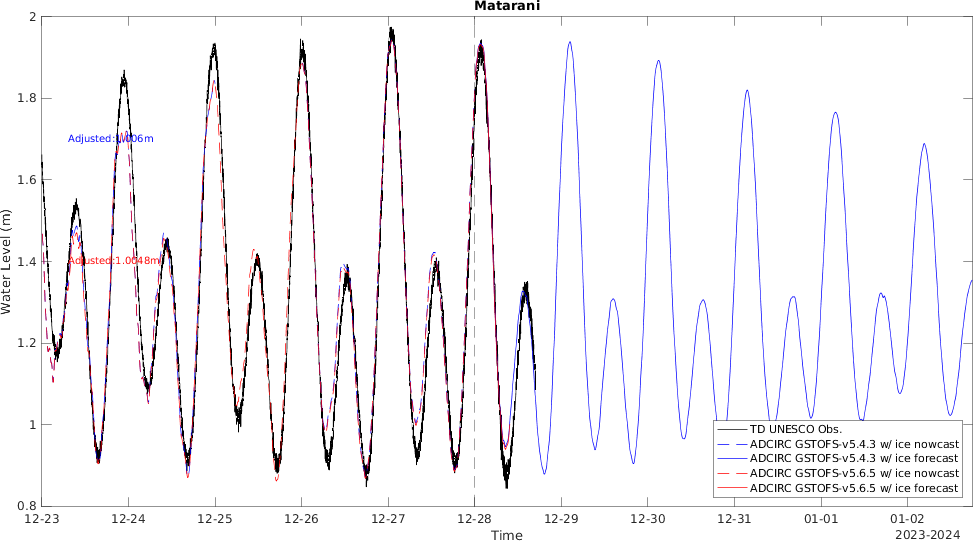 Matarani
2
1.8
1.6
1.4
1.2
1
0.8
Water Level (m)
Adjusted:1.006m
Adjusted:1.0048m
12-23 12-24 12-25 12-26 12-27 12-28 12-29 12-30 12-31 01-01 01-02
Time
2023-2024
TD UNESCO Obs.
ADCIRC GSTOFS-v5.4.3 w/ ice nowcast
ADCIRC GSTOFS-v5.4.3 w/ ice forecast
ADCIRC GSTOFS-v5.6.5 w/ ice nowcast
ADCIRC GSTOFS-v5.6.5 w/ ice forecast